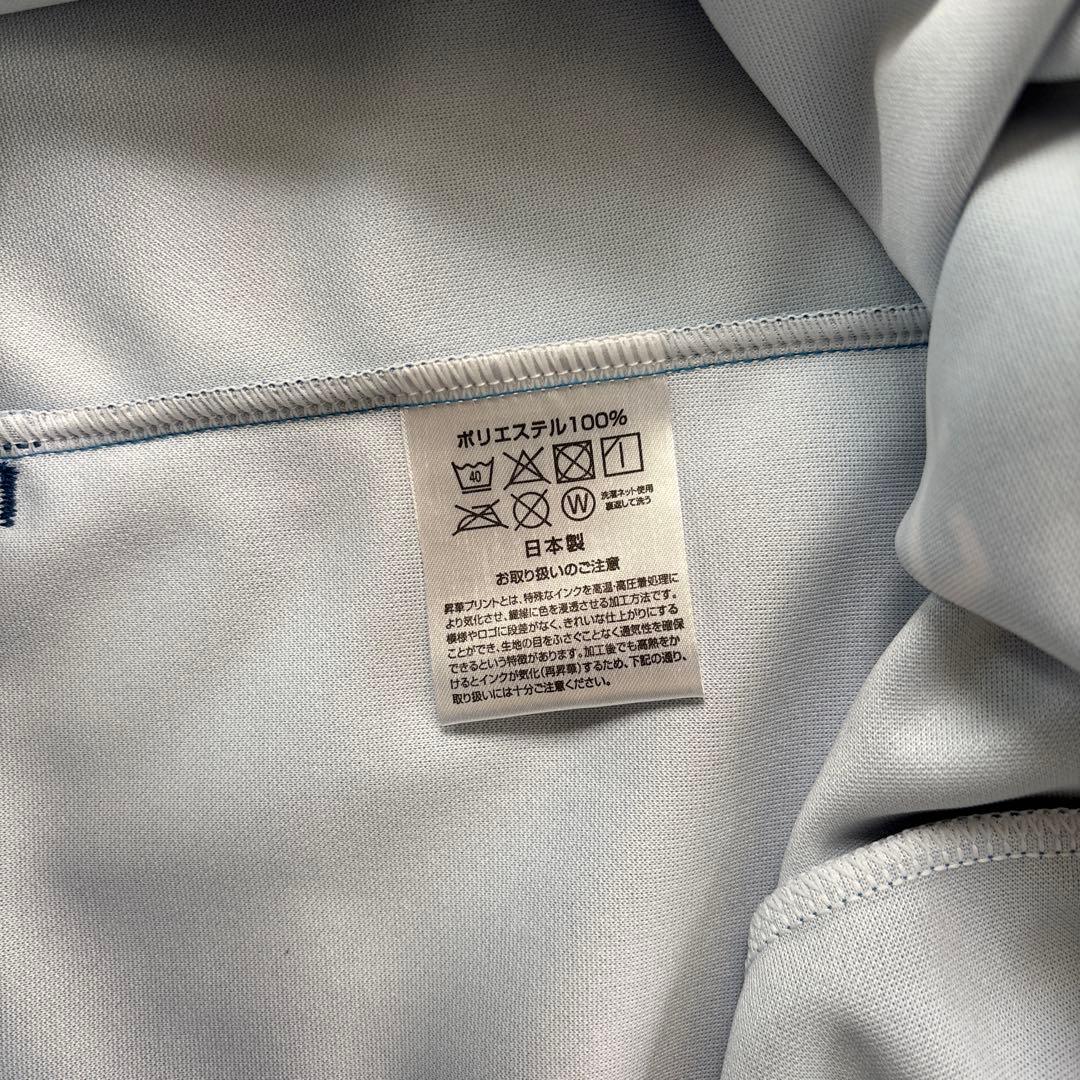 ポリエステル100%
40
W 洗濯ネット使用
裏返して洗う
日本製
お取り扱いのご注意
昇華プリントとは、特殊なインクを高温・高圧着処理に
より気化させ、繊維に色を浸透させる加工方法です。
模様やロゴに段差がなく、きれいな仕上がりにする
ことができ、生地の目をふさぐことなく通気性を確保
できるという特徴があります。加工後でも高熱をか
けるとインクが気化(再昇華)するため、下記の通り、
取り扱いには十分ご注意ください。